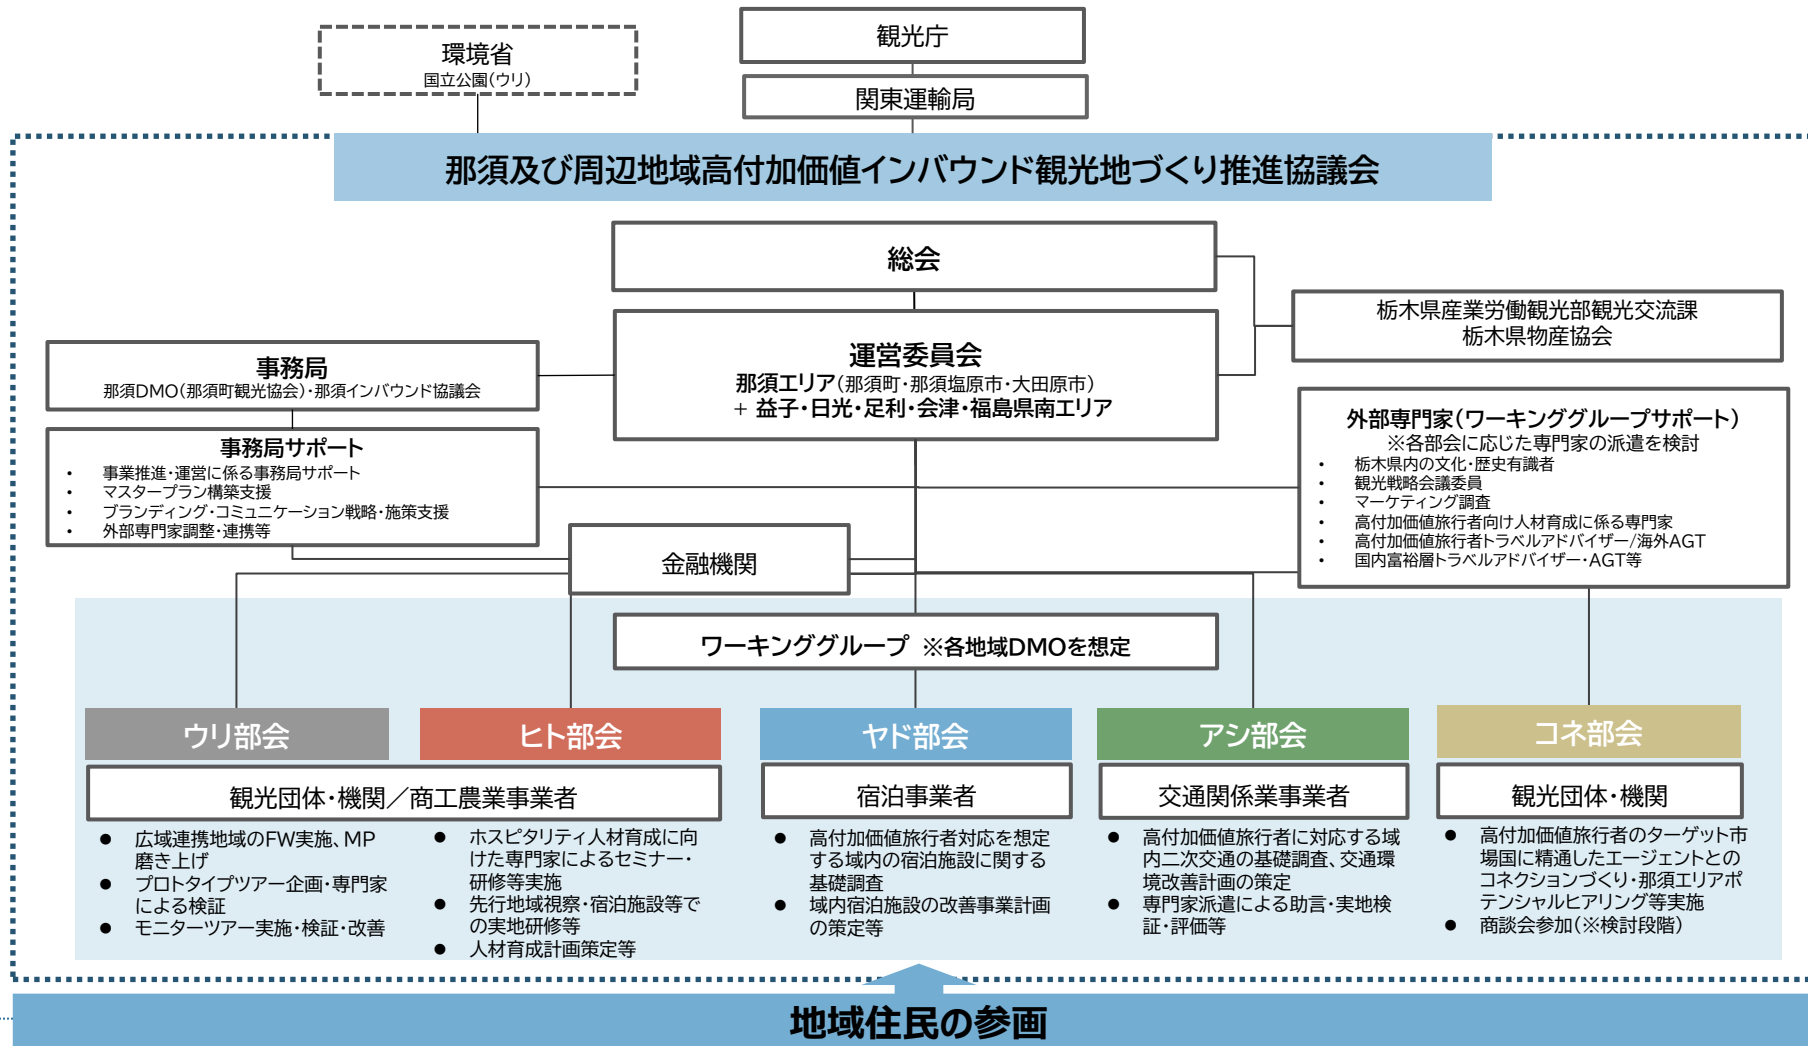 環境省
国立公園(ウリ)
観光庁
関東運輸局
那須及び周辺地域高付加価値インバウンド観光地づくり推進協議会
総会
運営委員会
那須エリア(那須町・那須塩原市・大田原市)
+ 益子・日光・足利・会津・福島県南エリア
栃木県産業労働観光部観光交流課
栃木県物産協会
事務局
那須DMO(那須町観光協会)・那須インバウンド協議会
事務局サポート
• 事業推進・運営に係る事務局サポート
• マスタープラン構築支援
• ブランディング・コミュニケーション戦略・施策支援
• 外部専門家調整・連携等
外部専門家(ワーキンググループサポート)
※各部会に応じた専門家の派遣を検討
• 栃木県内の文化・歴史有識者
• 観光戦略会議委員
• マーケティング調査
• 高付加価値旅行者向け人材育成に係る専門家
• 高付加価値旅行者トラベルアドバイザー/海外AGT
• 国内富裕層トラベルアドバイザー・AGT等
金融機関
ワーキンググループ ※各地域DMOを想定
ウリ部会
ヒト部会
ヤド部会
アシ部会
コネ部会
観光団体・機関／商工農業事業者
宿泊事業者
交通関係業事業者
観光団体・機関
● 広域連携地域のFW実施、MP
磨き上げ
● プロトタイプツアー企画・専門家
による検証
● モニターツアー実施・検証・改善
● ホスピタリティ人材育成に向
けた専門家によるセミナー・
研修等実施
● 先行地域視察・宿泊施設等で
の実地研修等
● 人材育成計画策定等
● 高付加価値旅行者対応を想定
する域内の宿泊施設に関する
基礎調査
● 域内宿泊施設の改善事業計画
の策定等
● 高付加価値旅行者に対応する域
内二次交通の基礎調査、交通環
境改善計画の策定
● 専門家派遣による助言・実地検
証・評価等
● 高付加価値旅行者のターゲット市
場国に精通したエージェントとの
コネクションづくり・那須エリアポ
テンシャルヒアリング等実施
● 商談会参加(※検討段階)
地域住民の参画